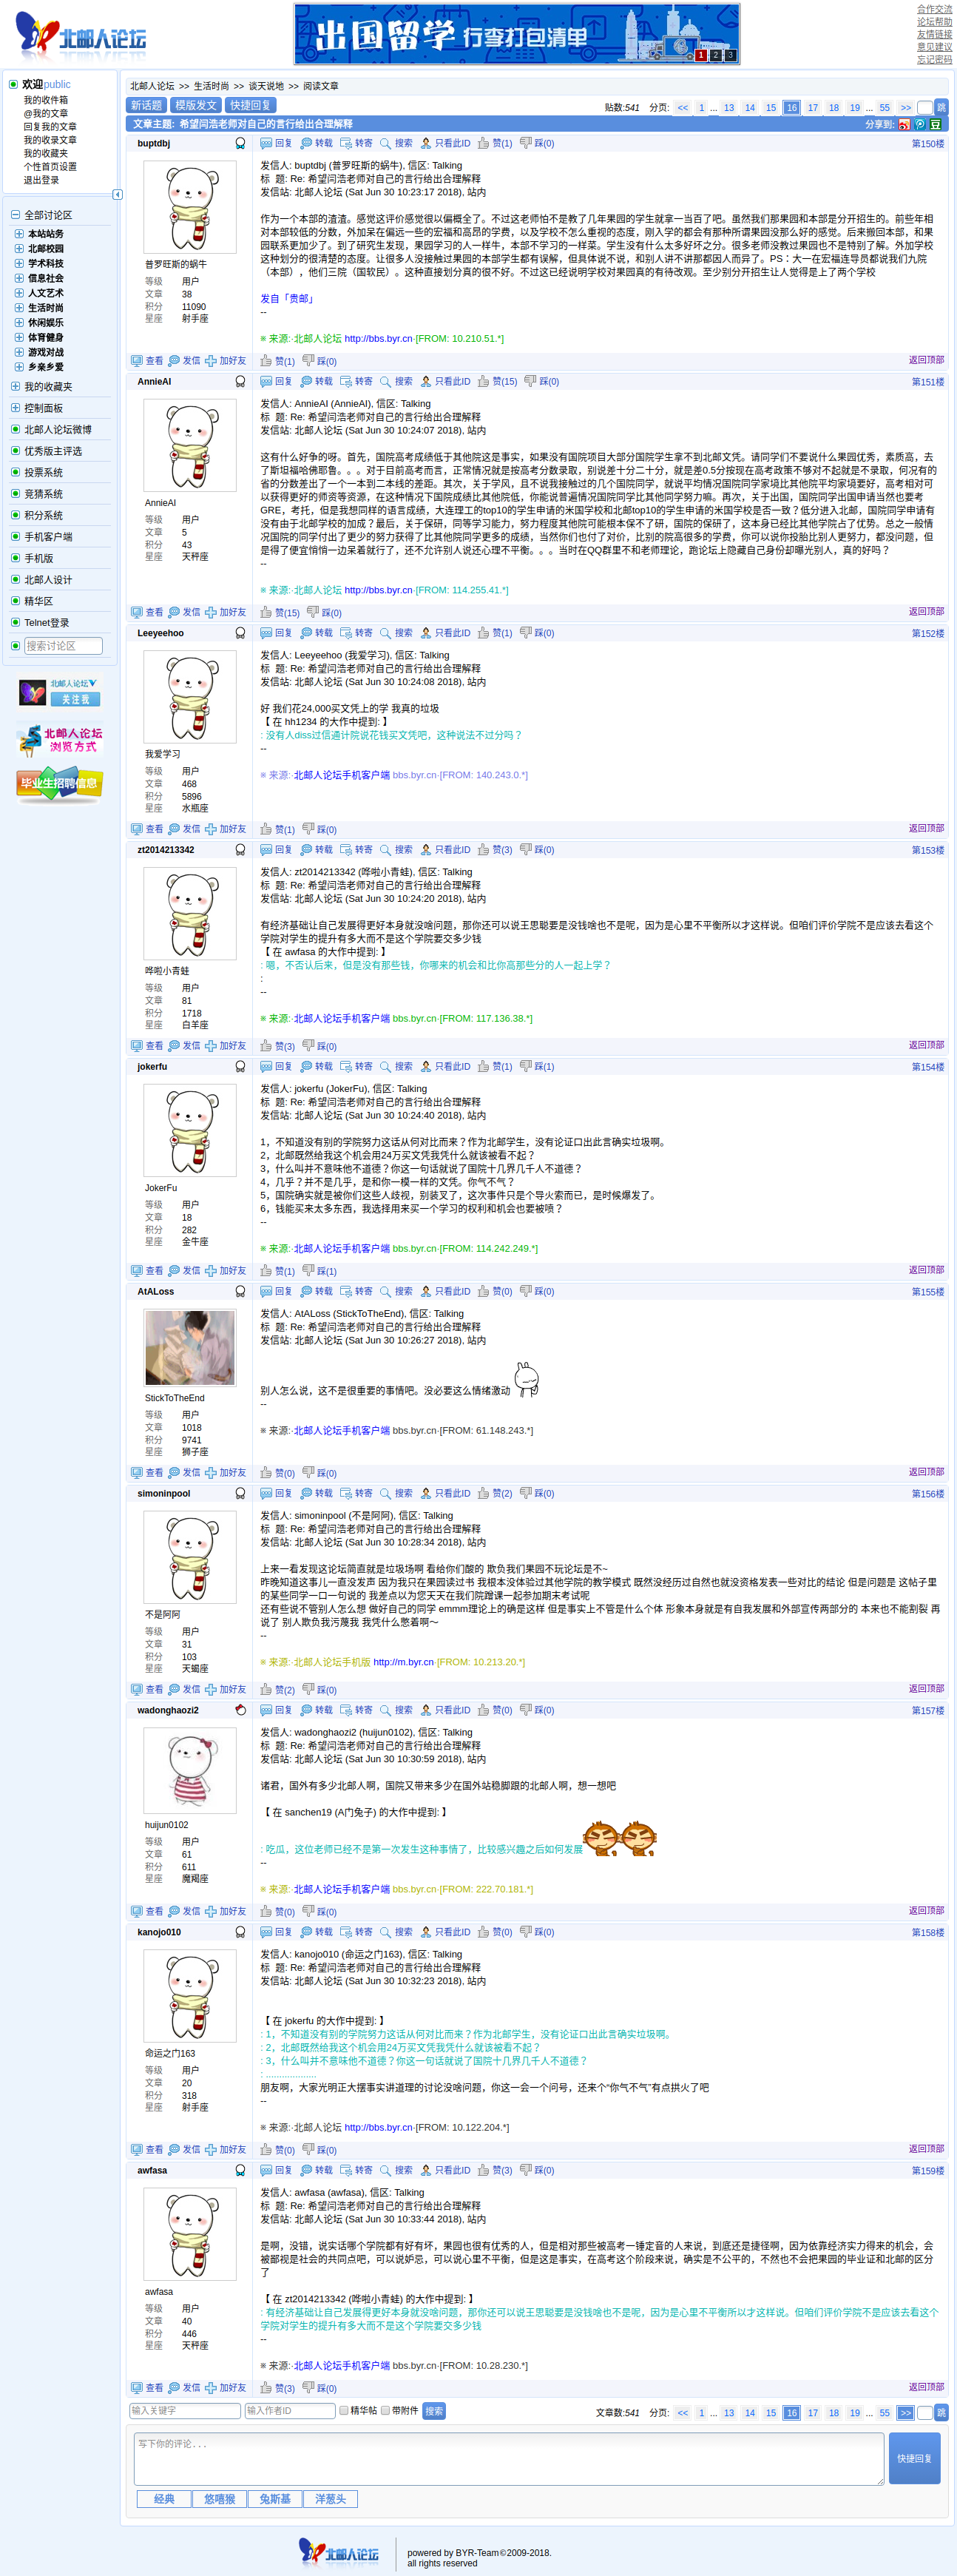 北邮人论坛
出国留学 行李打包清单
1 2 3
合作交流
论坛帮助
友情链接
意见建议
忘记密码
欢迎public
我的收件箱
@我的文章
回复我的文章
我的收录文章
我的收藏夹
个性首页设置
退出登录
全部讨论区
本站站务
北邮校园
学术科技
信息社会
人文艺术
生活时尚
休闲娱乐
体育健身
游戏对战
乡亲乡爱
我的收藏夹
控制面板
北邮人论坛微博
优秀版主评选
投票系统
竞猜系统
积分系统
手机客户端
手机版
北邮人设计
精华区
Telnet登录
搜索讨论区
北邮人论坛
关注我
北邮人论坛
浏览方式
毕业生招聘信息
北邮人论坛 >> 生活时尚 >> 谈天说地 >> 阅读文章
新话题 模版发文 快捷回复
贴数:541 分页: << 1 ... 13 14 15 16 17 18 19 ... 55 >> 跳
文章主题: 希望问浩老师对自己的言行给出合理解释
分享到:
buptdbj 回复 转载 转寄 搜索 只看此ID 赞(1) 踩(0) 第150楼
普罗旺斯的蜗牛
等级 用户
文章 38
积分 11090
星座 射手座
发信人: buptdbj (普罗旺斯的蜗牛), 信区: Talking
标 题: Re: 希望问浩老师对自己的言行给出合理解释
发信站: 北邮人论坛 (Sat Jun 30 10:23:17 2018), 站内
作为一个本部的渣渣。感觉这评价感觉很以偏概全了。不过这老师怕不是教了几年果园的学生就拿一当百了吧。虽然我们那果园和本部是分开招生的。前些年相
对本部较低的分数，外加呆在偏远一些的宏福和高昂的学费，以及学校不怎么重视的态度，刚入学的都会有那种所谓果园没那么好的感觉。后来搬回本部，和果
园联系更加少了。到了研究生发现，果园学习的人一样牛，本部不学习的一样菜。学生没有什么太多好坏之分。很多老师没教过果园也不是特别了解。外加学校
这种划分的很清楚的态度。让很多人没接触过果园的本部学生都有误解，但具体说不说，和别人讲不讲那都因人而异了。PS：大一在宏福连导员都说我们九院
（本部），他们三院（国软民）。这种直接划分真的很不好。不过这已经说明学校对果园真的有待改观。至少别分开招生让人觉得是上了两个学校
发自「贵邮」
--
※ 来源:·北邮人论坛 http://bbs.byr.cn·[FROM: 10.210.51.*]
查看 发信 加好友 赞(1) 踩(0) 返回顶部
AnnieAI 回复 转载 转寄 搜索 只看此ID 赞(15) 踩(0) 第151楼
AnnieAI
等级 用户
文章 5
积分 43
星座 天秤座
发信人: AnnieAI (AnnieAI), 信区: Talking
标 题: Re: 希望问浩老师对自己的言行给出合理解释
发信站: 北邮人论坛 (Sat Jun 30 10:24:07 2018), 站内
这有什么好争的呀。首先，国院高考成绩低于其他院这是事实，如果没有国院项目大部分国院学生拿不到北邮文凭。请同学们不要说什么果园优秀，素质高，去
了斯坦福哈佛耶鲁。。。对于目前高考而言，正常情况就是按高考分数录取，别说差十分二十分，就是差0.5分按现在高考政策不够对不起就是不录取，何况有的
省的分数差出了一个一本到二本线的差距。其次，关于学风，且不说我接触过的几个国院同学，就说平均情况国院同学家境比其他院平均家境要好，高考相对可
以获得更好的师资等资源，在这种情况下国院成绩比其他院低，你能说普遍情况国院同学比其他同学努力嘛。再次，关于出国，国院同学出国申请当然也要考
GRE，考托，但是我想同样的语言成绩，大连理工的top10的学生申请的米国学校和北邮top10的学生申请的米国学校是否一致？低分进入北邮，国院同学申请有
没有由于北邮学校的加成？最后，关于保研，同等学习能力，努力程度其他院可能根本保不了研，国院的保研了，这本身已经比其他学院占了优势。总之一般情
况国院的同学付出了更少的努力获得了比其他院同学更多的成绩，当然你们也付了对价，比别的院高很多的学费，你可以说你投胎比别人更努力，都没问题，但
是得了便宜悄悄一边呆着就行了，还不允许别人说还心理不平衡。。。当时在QQ群里不和老师理论，跑论坛上隐藏自己身份却曝光别人，真的好吗？
--
※ 来源:·北邮人论坛 http://bbs.byr.cn·[FROM: 114.255.41.*]
查看 发信 加好友 赞(15) 踩(0) 返回顶部
Leeyeehoo 回复 转载 转寄 搜索 只看此ID 赞(1) 踩(0) 第152楼
我爱学习
等级 用户
文章 468
积分 5896
星座 水瓶座
发信人: Leeyeehoo (我爱学习), 信区: Talking
标 题: Re: 希望问浩老师对自己的言行给出合理解释
发信站: 北邮人论坛 (Sat Jun 30 10:24:08 2018), 站内
好 我们花24,000买文凭上的学 我真的垃圾
【 在 hh1234 的大作中提到: 】
: 没有人diss过信通计院说花钱买文凭吧，这种说法不过分吗？
--
※ 来源:·北邮人论坛手机客户端 bbs.byr.cn·[FROM: 140.243.0.*]
查看 发信 加好友 赞(1) 踩(0) 返回顶部
zt2014213342 回复 转载 转寄 搜索 只看此ID 赞(3) 踩(0) 第153楼
哗啦小青蛙
等级 用户
文章 81
积分 1718
星座 白羊座
发信人: zt2014213342 (哗啦小青蛙), 信区: Talking
标 题: Re: 希望问浩老师对自己的言行给出合理解释
发信站: 北邮人论坛 (Sat Jun 30 10:24:20 2018), 站内
有经济基础让自己发展得更好本身就没啥问题，那你还可以说王思聪要是没钱啥也不是呢，因为是心里不平衡所以才这样说。但咱们评价学院不是应该去看这个
学院对学生的提升有多大而不是这个学院要交多少钱
【 在 awfasa 的大作中提到: 】
: 嗯，不否认后来，但是没有那些钱，你哪来的机会和比你高那些分的人一起上学？
:
--
※ 来源:·北邮人论坛手机客户端 bbs.byr.cn·[FROM: 117.136.38.*]
查看 发信 加好友 赞(3) 踩(0) 返回顶部
jokerfu 回复 转载 转寄 搜索 只看此ID 赞(1) 踩(1) 第154楼
JokerFu
等级 用户
文章 18
积分 282
星座 金牛座
发信人: jokerfu (JokerFu), 信区: Talking
标 题: Re: 希望问浩老师对自己的言行给出合理解释
发信站: 北邮人论坛 (Sat Jun 30 10:24:40 2018), 站内
1，不知道没有别的学院努力这话从何对比而来？作为北邮学生，没有论证口出此言确实垃圾啊。
2，北邮既然给我这个机会用24万买文凭我凭什么就该被看不起？
3，什么叫并不意味他不道德？你这一句话就说了国院十几界几千人不道德？
4，几乎？并不是几乎，是和你一模一样的文凭。你气不气？
5，国院确实就是被你们这些人歧视，别装叉了，这次事件只是个导火索而已，是时候爆发了。
6，钱能买来太多东西，我选择用来买一个学习的权利和机会也要被喷？
--
※ 来源:·北邮人论坛手机客户端 bbs.byr.cn·[FROM: 114.242.249.*]
查看 发信 加好友 赞(1) 踩(1) 返回顶部
AtALoss 回复 转载 转寄 搜索 只看此ID 赞(0) 踩(0) 第155楼
StickToTheEnd
等级 用户
文章 1018
积分 9741
星座 狮子座
发信人: AtALoss (StickToTheEnd), 信区: Talking
标 题: Re: 希望问浩老师对自己的言行给出合理解释
发信站: 北邮人论坛 (Sat Jun 30 10:26:27 2018), 站内
别人怎么说，这不是很重要的事情吧。没必要这么情绪激动
--
※ 来源:·北邮人论坛手机客户端 bbs.byr.cn·[FROM: 61.148.243.*]
查看 发信 加好友 赞(0) 踩(0) 返回顶部
simoninpool 回复 转载 转寄 搜索 只看此ID 赞(2) 踩(0) 第156楼
不是阿阿
等级 用户
文章 31
积分 103
星座 天蝎座
发信人: simoninpool (不是阿阿), 信区: Talking
标 题: Re: 希望问浩老师对自己的言行给出合理解释
发信站: 北邮人论坛 (Sat Jun 30 10:28:34 2018), 站内
上来一看发现这论坛简直就是垃圾场啊 看给你们酸的 欺负我们果园不玩论坛是不~
昨晚知道这事儿一直没发声 因为我只在果园读过书 我根本没体验过其他学院的教学模式 既然没经历过自然也就没资格发表一些对比的结论 但是问题是 这帖子里
的某些同学一口一句说的 我差点以为您天天在我们院蹭课一起参加期末考试呢
还有些说不管别人怎么想 做好自己的同学 emmm理论上的确是这样 但是事实上不管是什么个体 形象本身就是有自我发展和外部宣传两部分的 本来也不能割裂 再
说了 别人欺负我污蔑我 我凭什么憋着啊～
--
※ 来源:·北邮人论坛手机版 http://m.byr.cn·[FROM: 10.213.20.*]
查看 发信 加好友 赞(2) 踩(0) 返回顶部
wadonghaozi2 回复 转载 转寄 搜索 只看此ID 赞(0) 踩(0) 第157楼
huijun0102
等级 用户
文章 61
积分 611
星座 魔羯座
发信人: wadonghaozi2 (huijun0102), 信区: Talking
标 题: Re: 希望问浩老师对自己的言行给出合理解释
发信站: 北邮人论坛 (Sat Jun 30 10:30:59 2018), 站内
诸君，国外有多少北邮人啊，国院又带来多少在国外站稳脚跟的北邮人啊，想一想吧
【 在 sanchen19 (A门兔子) 的大作中提到: 】
: 吃瓜，这位老师已经不是第一次发生这种事情了，比较感兴趣之后如何发展
--
※ 来源:·北邮人论坛手机客户端 bbs.byr.cn·[FROM: 222.70.181.*]
查看 发信 加好友 赞(0) 踩(0) 返回顶部
kanojo010 回复 转载 转寄 搜索 只看此ID 赞(0) 踩(0) 第158楼
命运之门163
等级 用户
文章 20
积分 318
星座 射手座
发信人: kanojo010 (命运之门163), 信区: Talking
标 题: Re: 希望问浩老师对自己的言行给出合理解释
发信站: 北邮人论坛 (Sat Jun 30 10:32:23 2018), 站内
【 在 jokerfu 的大作中提到: 】
: 1，不知道没有别的学院努力这话从何对比而来？作为北邮学生，没有论证口出此言确实垃圾啊。
: 2，北邮既然给我这个机会用24万买文凭我凭什么就该被看不起？
: 3，什么叫并不意味他不道德？你这一句话就说了国院十几界几千人不道德？
: ...................
朋友啊，大家光明正大摆事实讲道理的讨论没啥问题，你这一会一个问号，还来个“你气不气”有点拱火了吧
--
※ 来源:·北邮人论坛 http://bbs.byr.cn·[FROM: 10.122.204.*]
查看 发信 加好友 赞(0) 踩(0) 返回顶部
awfasa 回复 转载 转寄 搜索 只看此ID 赞(3) 踩(0) 第159楼
awfasa
等级 用户
文章 40
积分 446
星座 天秤座
发信人: awfasa (awfasa), 信区: Talking
标 题: Re: 希望问浩老师对自己的言行给出合理解释
发信站: 北邮人论坛 (Sat Jun 30 10:33:44 2018), 站内
是啊，没错，说实话哪个学院都有好有坏，果园也很有优秀的人，但是相对那些被高考一锤定音的人来说，到底还是捷径啊，因为依靠经济实力得来的机会，会
被鄙视是社会的共同点吧，可以说妒忌，可以说心里不平衡，但是这是事实，在高考这个阶段来说，确实是不公平的，不然也不会把果园的毕业证和北邮的区分
了
【 在 zt2014213342 (哗啦小青蛙) 的大作中提到: 】
: 有经济基础让自己发展得更好本身就没啥问题，那你还可以说王思聪要是没钱啥也不是呢，因为是心里不平衡所以才这样说。但咱们评价学院不是应该去看这个
学院对学生的提升有多大而不是这个学院要交多少钱
--
※ 来源:·北邮人论坛手机客户端 bbs.byr.cn·[FROM: 10.28.230.*]
查看 发信 加好友 赞(3) 踩(0) 返回顶部
输入关键字 输入作者ID 精华帖 带附件 搜索
文章数:541 分页: << 1 ... 13 14 15 16 17 18 19 ... 55 >> 跳
写下你的评论...
快捷回复
经典 悠嘻猴 兔斯基 洋葱头
北邮人论坛
powered by BYR-Team©2009-2018.
all rights reserved